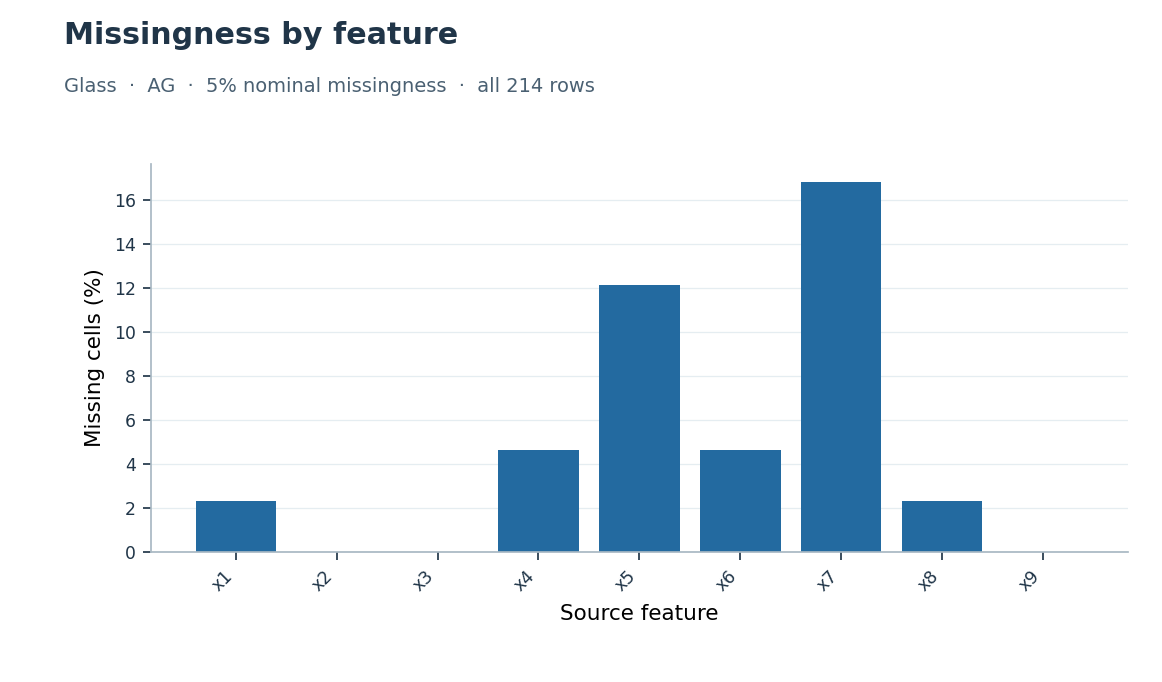 Missingness by feature
Glass · AG · 5% nominal missingness · all 214 rows
Missing cells (%)
16
14
12
10
8
6
4
2
0
x1 x2 x3 x4 x5 x6 x7 x8 x9
Source feature